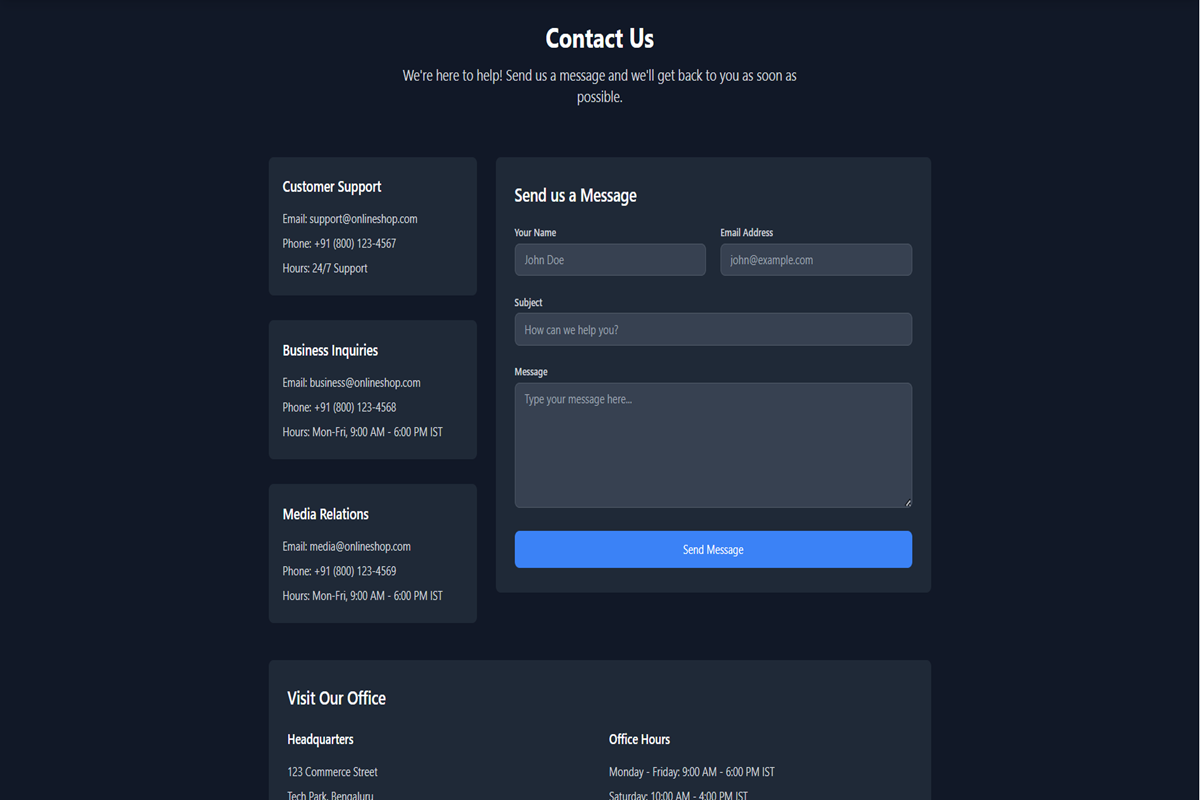 Contact Us
We're here to help! Send us a message and we'll get back to you as soon as
possible.
Customer Support
Email: support@onlineshop.com
Phone: +91 (800) 123-4567
Hours: 24/7 Support
Business Inquiries
Email: business@onlineshop.com
Phone: +91 (800) 123-4568
Hours: Mon-Fri, 9:00 AM - 6:00 PM IST
Media Relations
Email: media@onlineshop.com
Phone: +91 (800) 123-4569
Hours: Mon-Fri, 9:00 AM - 6:00 PM IST
Send us a Message
Your Name
John Doe
Email Address
john@example.com
Subject
How can we help you?
Message
Type your message here...
Send Message
Visit Our Office
Headquarters
123 Commerce Street
Tech Park, Bengaluru
Office Hours
Monday - Friday: 9:00 AM - 6:00 PM IST
Saturday: 10:00 AM - 4:00 PM IST